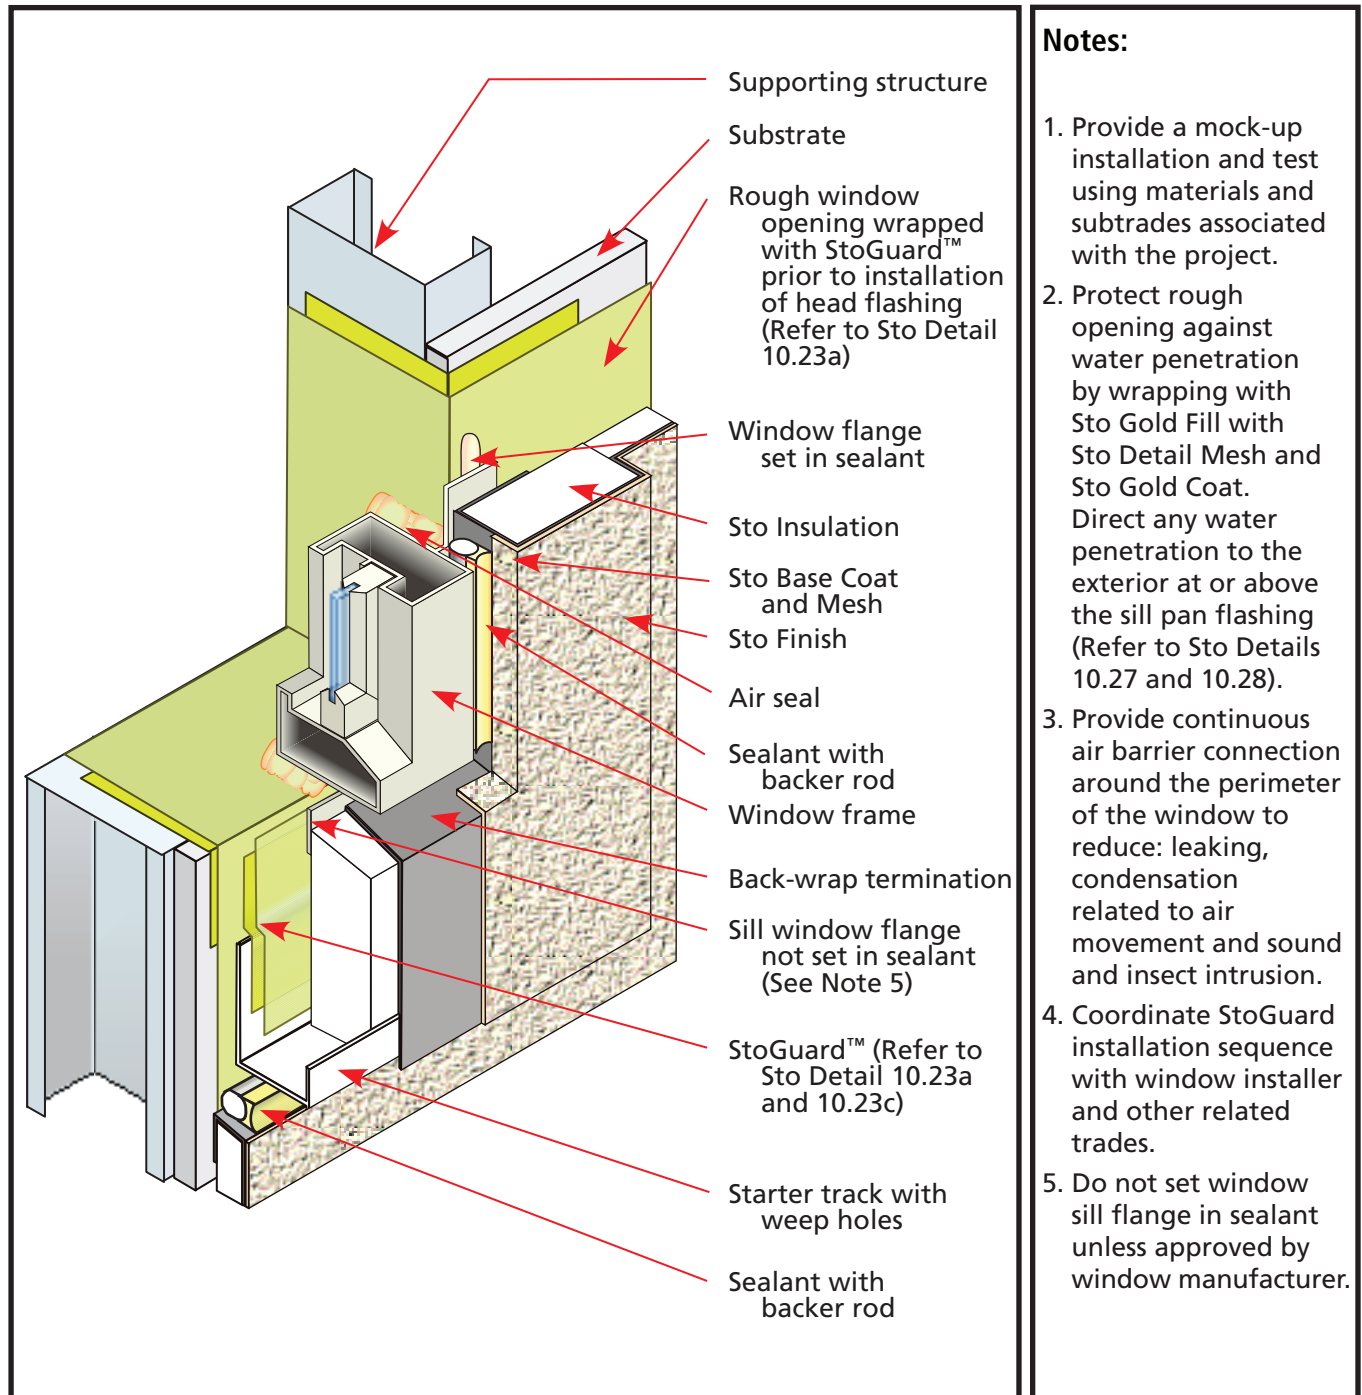 Supporting structure
Substrate
Rough window
opening wrapped
with StoGuard™
prior to installation
of head flashing
(Refer to Sto Detail
10.23a)
Window flange
set in sealant
Sto Insulation
Sto Base Coat
and Mesh
Sto Finish
Air seal
Sealant with
backer rod
Window frame
Back-wrap termination
Sill window flange
not set in sealant
(See Note 5)
StoGuard™ (Refer to
Sto Detail 10.23a
and 10.23c)
Starter track with
weep holes
Sealant with
backer rod
Notes:
1. Provide a mock-up
installation and test
using materials and
subtrades associated
with the project.
2. Protect rough
opening against
water penetration
by wrapping with
Sto Gold Fill with
Sto Detail Mesh and
Sto Gold Coat.
Direct any water
penetration to the
exterior at or above
the sill pan flashing
(Refer to Sto Details
10.27 and 10.28).
3. Provide continuous
air barrier connection
around the perimeter
of the window to
reduce: leaking,
condensation
related to air
movement and sound
and insect intrusion.
4. Coordinate StoGuard
installation sequence
with window installer
and other related
trades.
5. Do not set window
sill flange in sealant
unless approved by
window manufacturer.